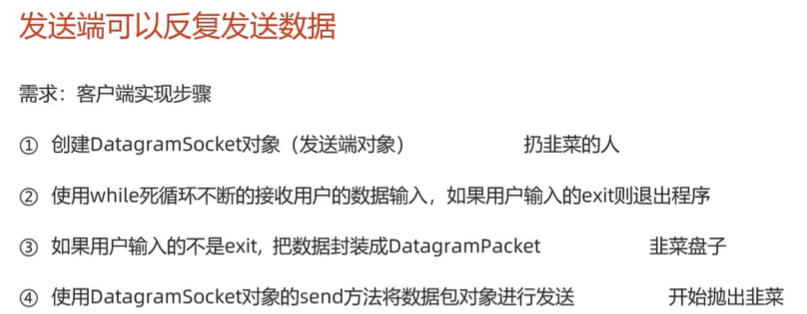 发送端可以反复发送数据
需求：客户端实现步骤
① 创建DatagramSocket对象（发送端对象） 扔韭菜的人
② 使用while死循环不断的接收用户的数据输入，如果用户输入的exit则退出程序
③ 如果用户输入的不是exit, 把数据封装成DatagramPacket 韭菜盘子
④ 使用DatagramSocket对象的send方法将数据包对象进行发送 开始抛出韭菜